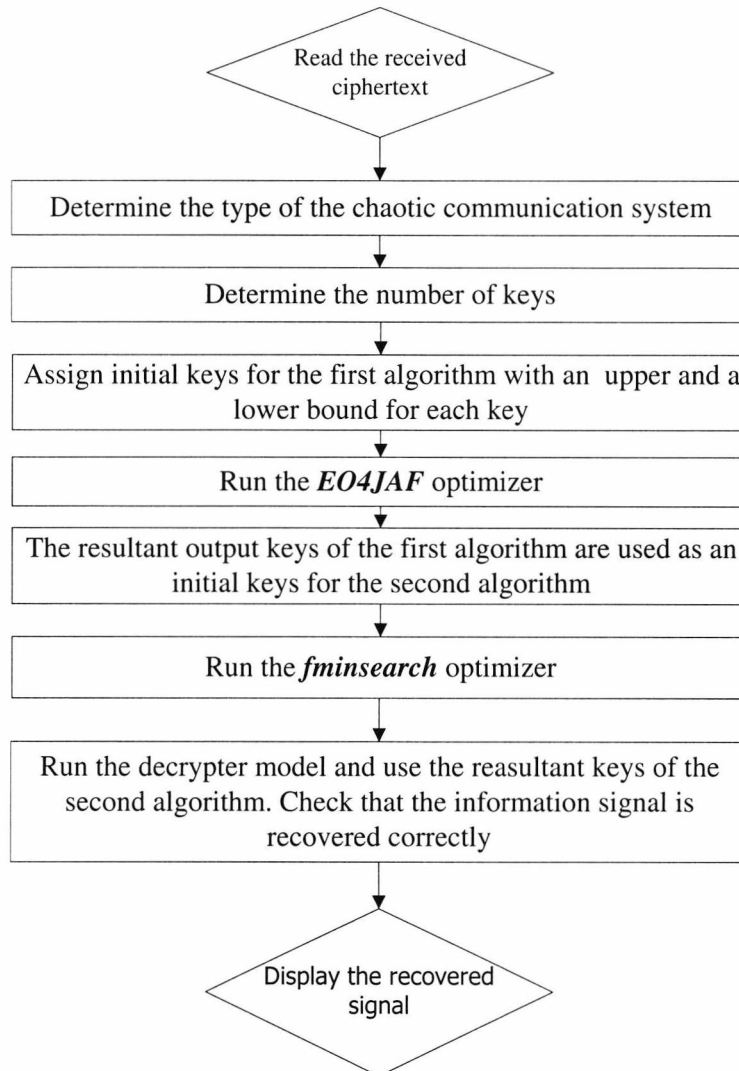 Read the received
ciphertext
Determine the type of the chaotic communication system
Determine the number of keys
Assign initial keys for the first algorithm with an upper and a
lower bound for each key
Run the EO4JAF optimizer
The resultant output keys of the first algorithm are used as an
initial keys for the second algorithm
Run the fminsearch optimizer
Run the decrypter model and use the reasultant keys of the
second algorithm. Check that the information signal is
recovered correctly
Display the recovered
signal